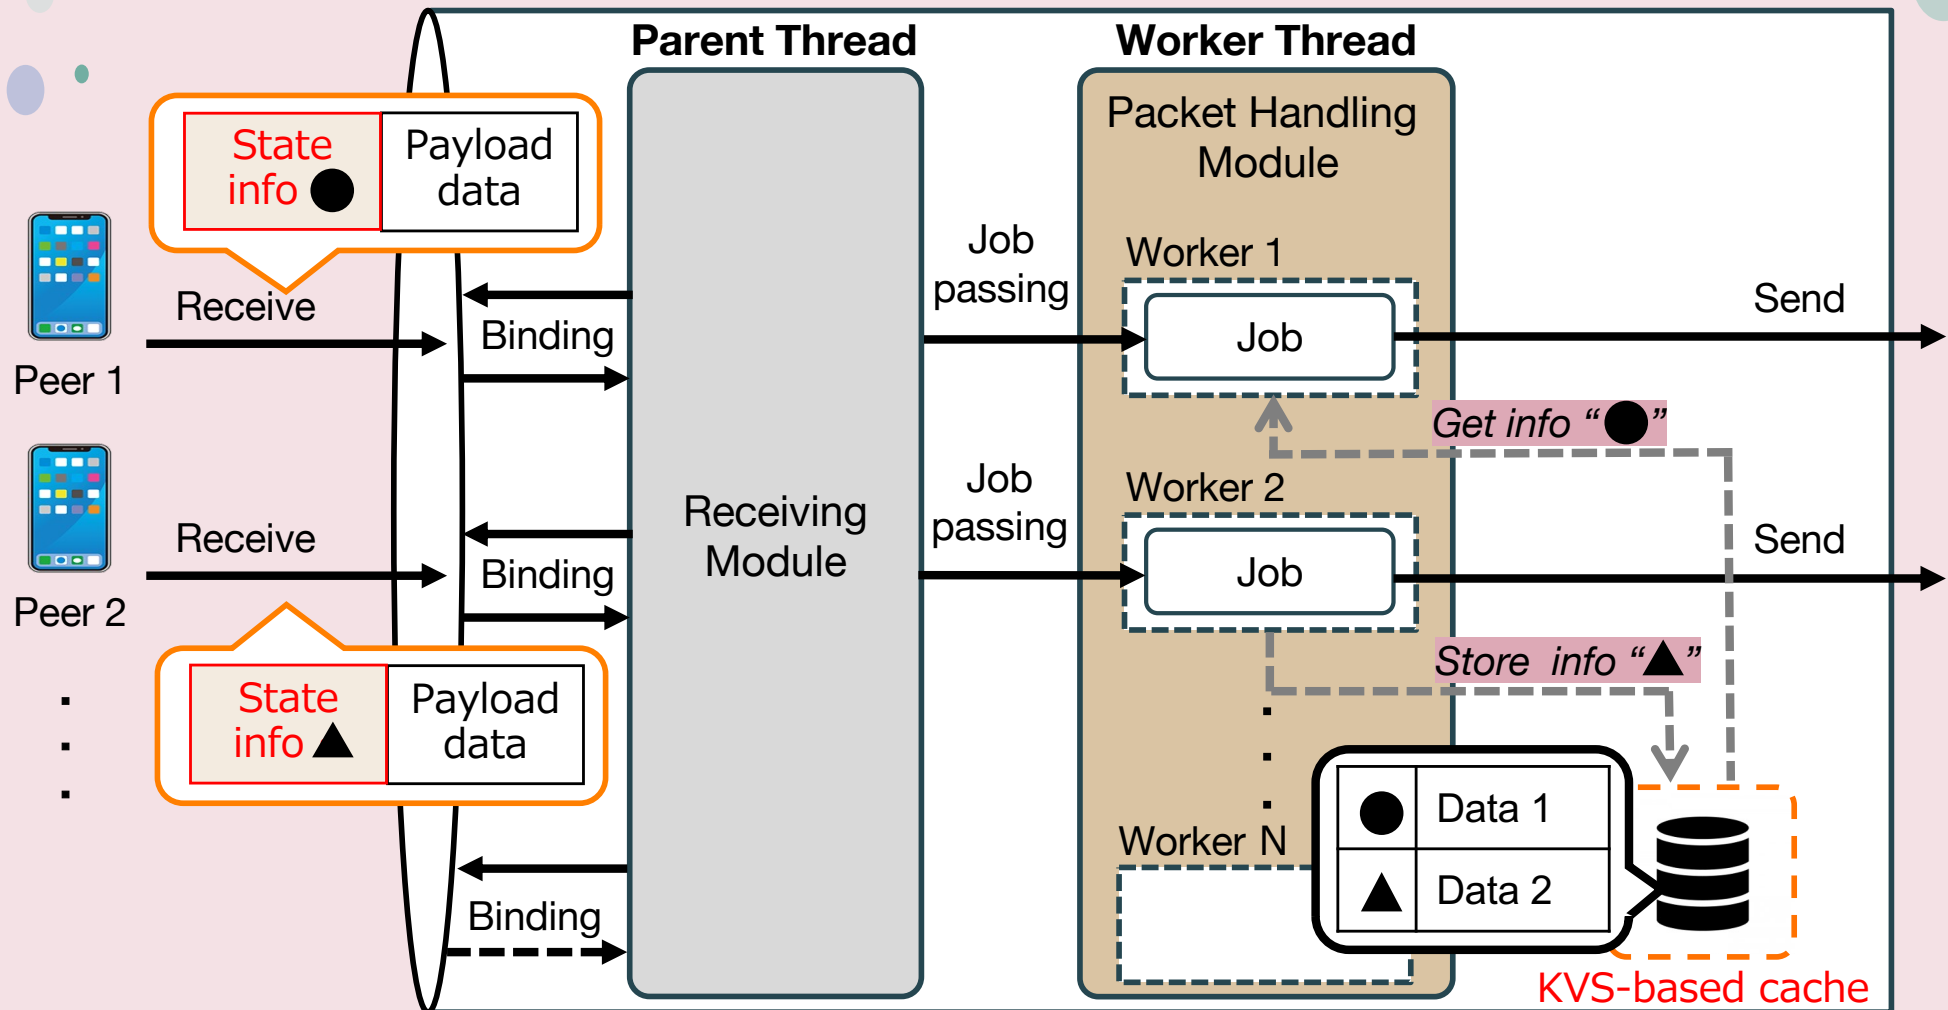 Parent Thread
Worker Thread
State
info
Payload
data
Packet Handling
Module
Peer 1
Receive
Binding
Job
passing
Worker 1
Job
Send
Get info “●”
Peer 2
Receive
Binding
Receiving
Module
Job
passing
Worker 2
Job
Send
Store info “▲”
State
info
Payload
data
Binding
Worker N
Data 1
Data 2
KVS-based cache